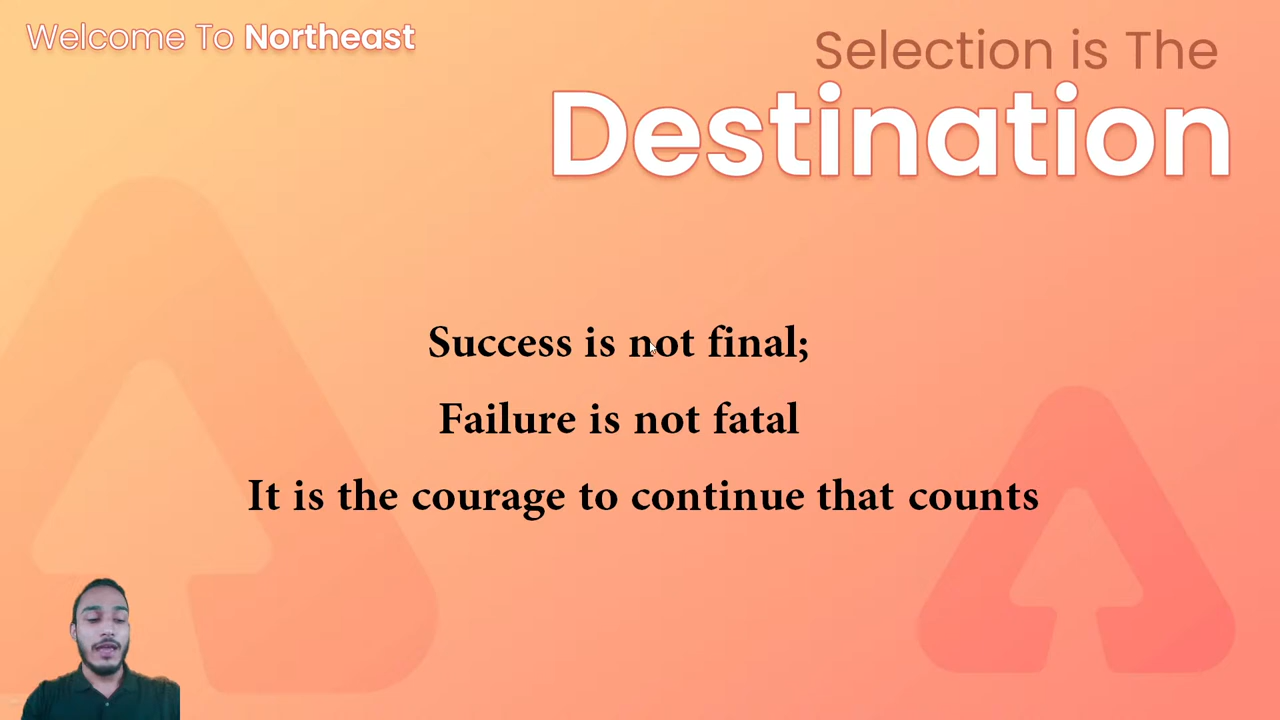 Welcome To Northeast
Selection is The
Destination
Success is not final;
Failure is not fatal
It is the courage to continue that counts